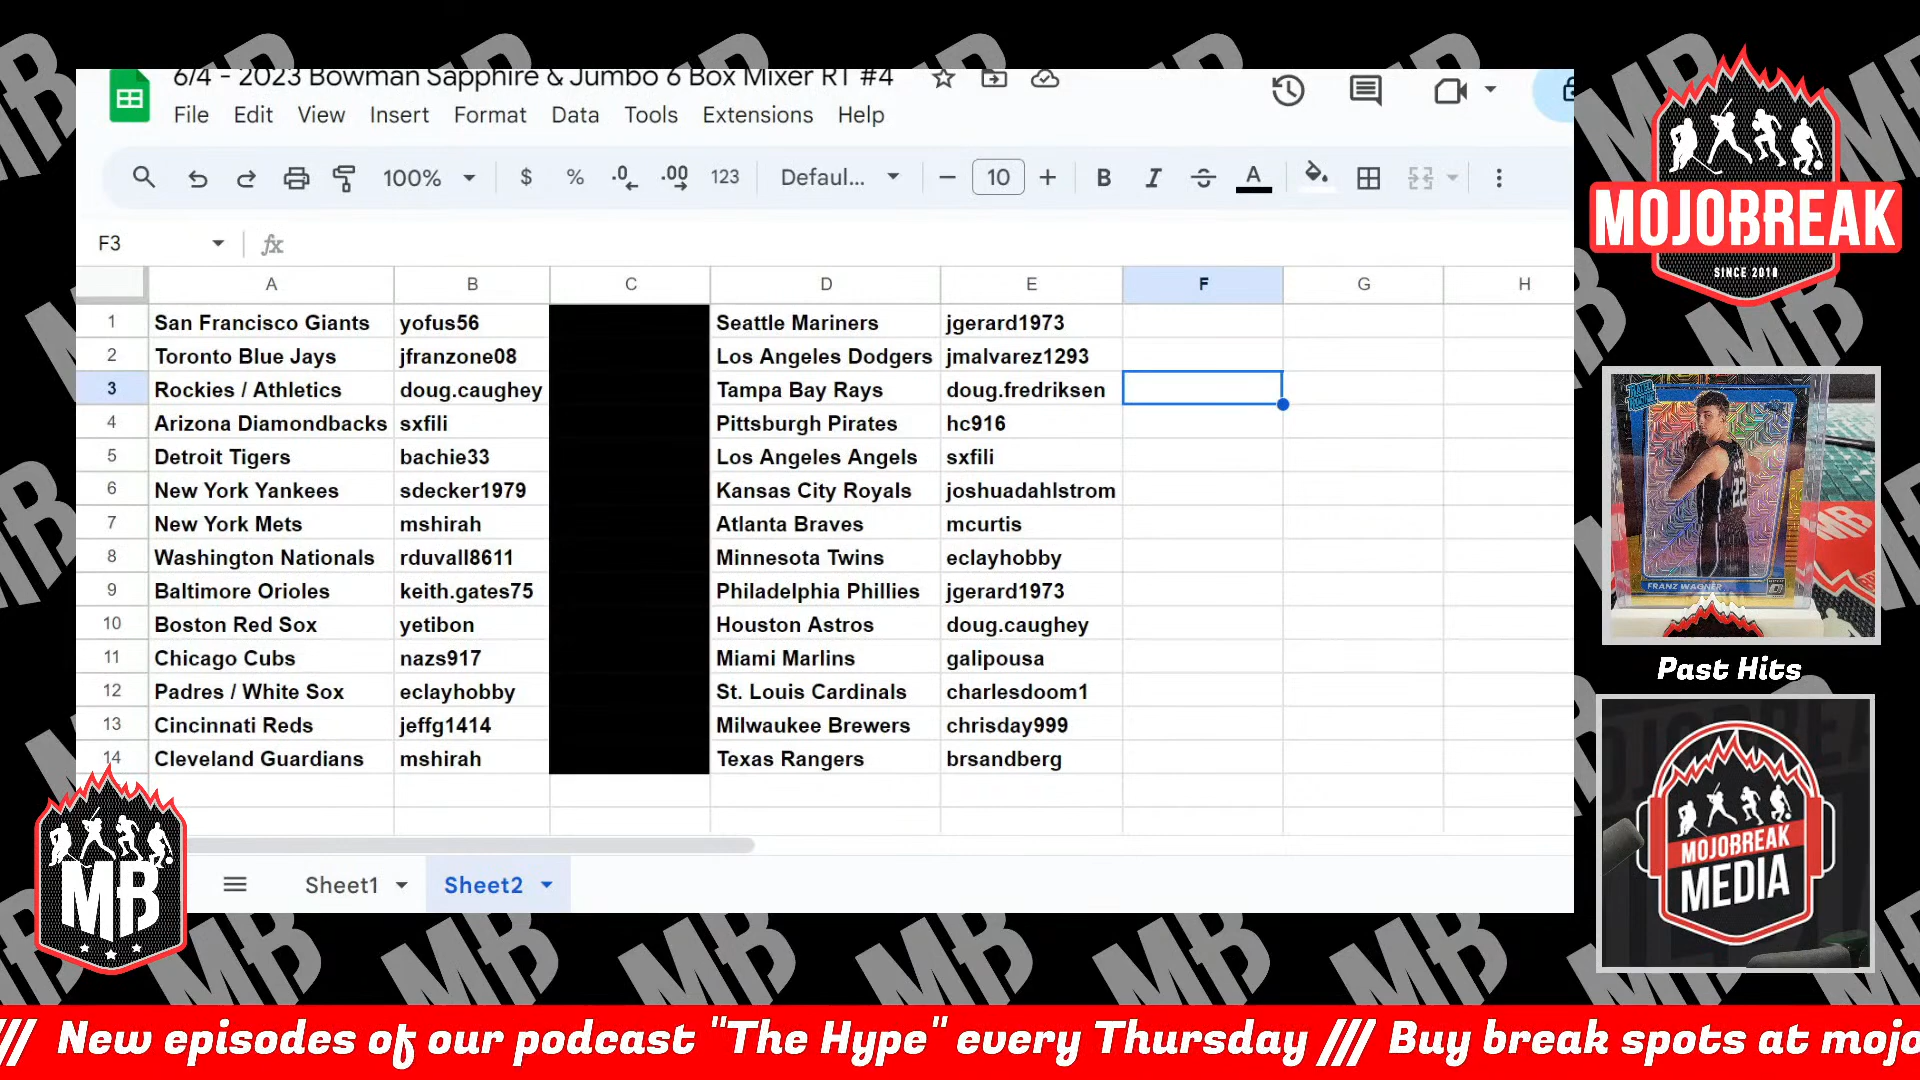 6/4 - 2023 Bowman Sapphire & Jumbo 6 Box Mixer RT #4
File Edit View Insert Format Data Tools Extensions Help
100% $ % .0 .00 123 Defaul... 10 B I A
F3 fx
A B C D E F G H
1 San Francisco Giants yofus56 Seattle Mariners jgerard1973
2 Toronto Blue Jays jfranzone08 Los Angeles Dodgers jmalvarez1293
3 Rockies / Athletics doug.caughey Tampa Bay Rays doug.fredriksen
4 Arizona Diamondbacks sxfili Pittsburgh Pirates hc916
5 Detroit Tigers bachie33 Los Angeles Angels sxfili
6 New York Yankees sdecker1979 Kansas City Royals joshuadahlstrom
7 New York Mets mshirah Atlanta Braves mcurtis
8 Washington Nationals rduvall8611 Minnesota Twins eclayhobby
9 Baltimore Orioles keith.gates75 Philadelphia Phillies jgerard1973
10 Boston Red Sox yetibon Houston Astros doug.caughey
11 Chicago Cubs nazs917 Miami Marlins galipousa
12 Padres / White Sox eclayhobby St. Louis Cardinals charlesdoom1
13 Cincinnati Reds jeffg1414 Milwaukee Brewers chrisday999
14 Cleveland Guardians mshirah Texas Rangers brsandberg
Sheet1 Sheet2
MB
MOJOBREAK
SINCE 2010
RATED ROOKIE
22
FRANZ WAGNER
MB
Past Hits
MOJOBREAK
MEDIA
/// New episodes of our podcast "The Hype" every Thursday /// Buy break spots at mojo